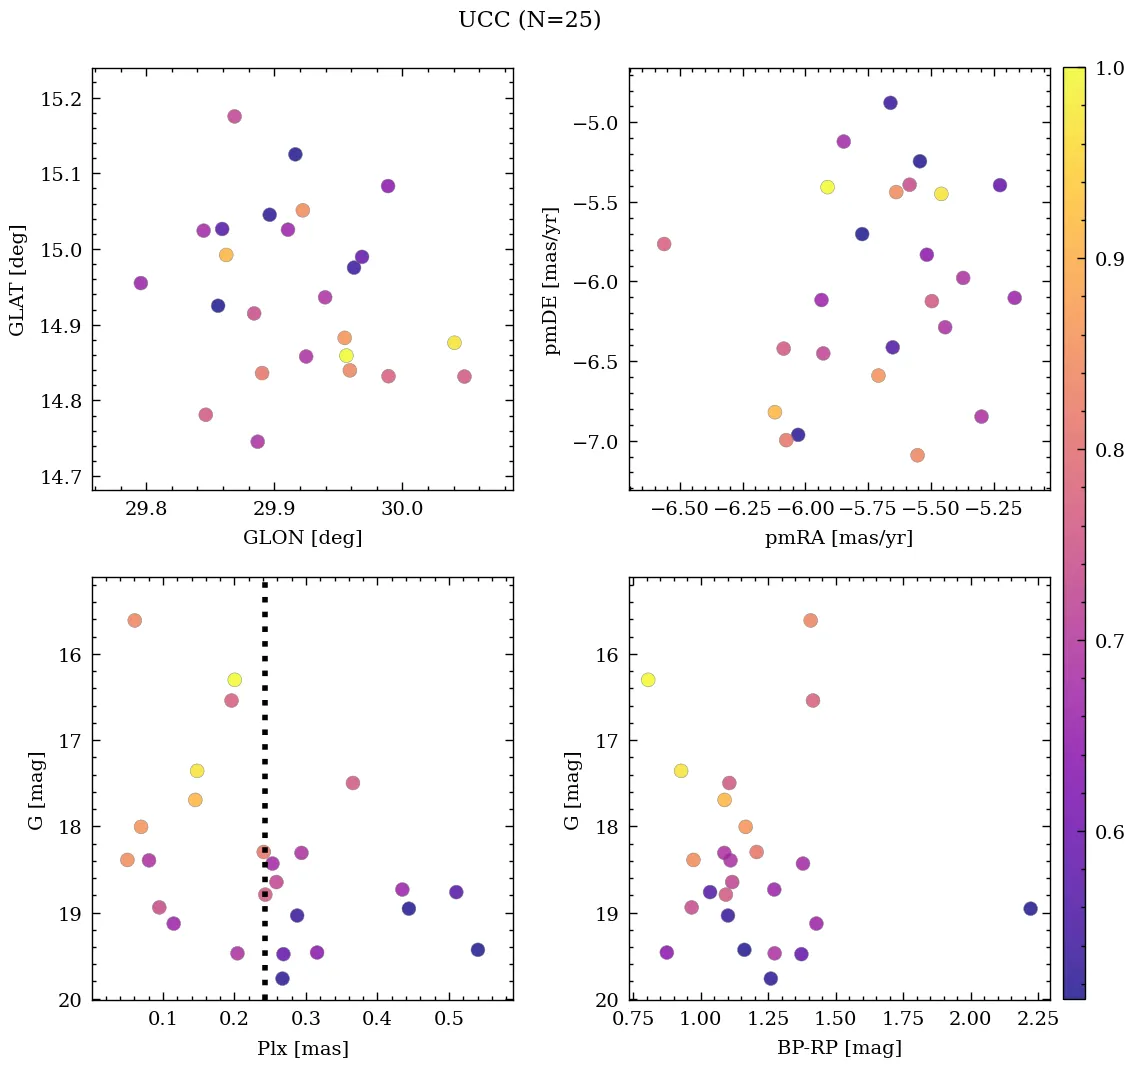 UCC (N=25)
15.2
15.1
15.0
14.9
14.8
14.7
GLAT [deg]
29.8 29.9 30.0
GLON [deg]
−5.0
−5.5
−6.0
−6.5
−7.0
pmDE [mas/yr]
−6.50 −6.25 −6.00 −5.75 −5.50 −5.25
pmRA [mas/yr]
1.0
0.9
0.8
0.7
0.6
16
17
18
19
20
G [mag]
0.1 0.2 0.3 0.4 0.5
Plx [mas]
16
17
18
19
20
G [mag]
0.75 1.00 1.25 1.50 1.75 2.00 2.25
BP-RP [mag]